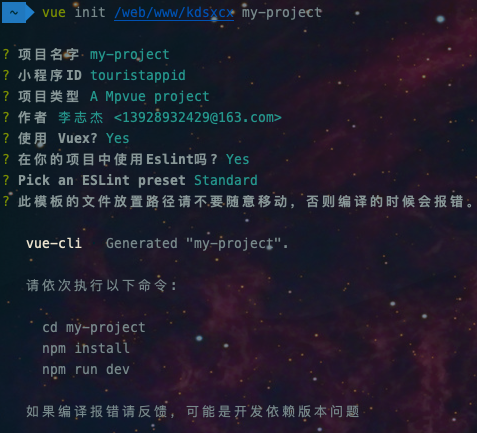 ~ vue init /web/www/kdsxcx my-project
? 项目名字 my-project
? 小程序ID touristappid
? 项目类型 A Mpvue project
? 作者 李志杰 <13928932429@163.com>
? 使用 Vuex? Yes
? 在你的项目中使用Eslint吗? Yes
? Pick an ESLint preset Standard
? 此模板的文件放置路径请不要随意移动，否则编译的时候会报错。
vue-cli Generated "my-project".
请依次执行以下命令：
cd my-project
npm install
npm run dev
如果编译报错请反馈，可能是开发依赖版本问题